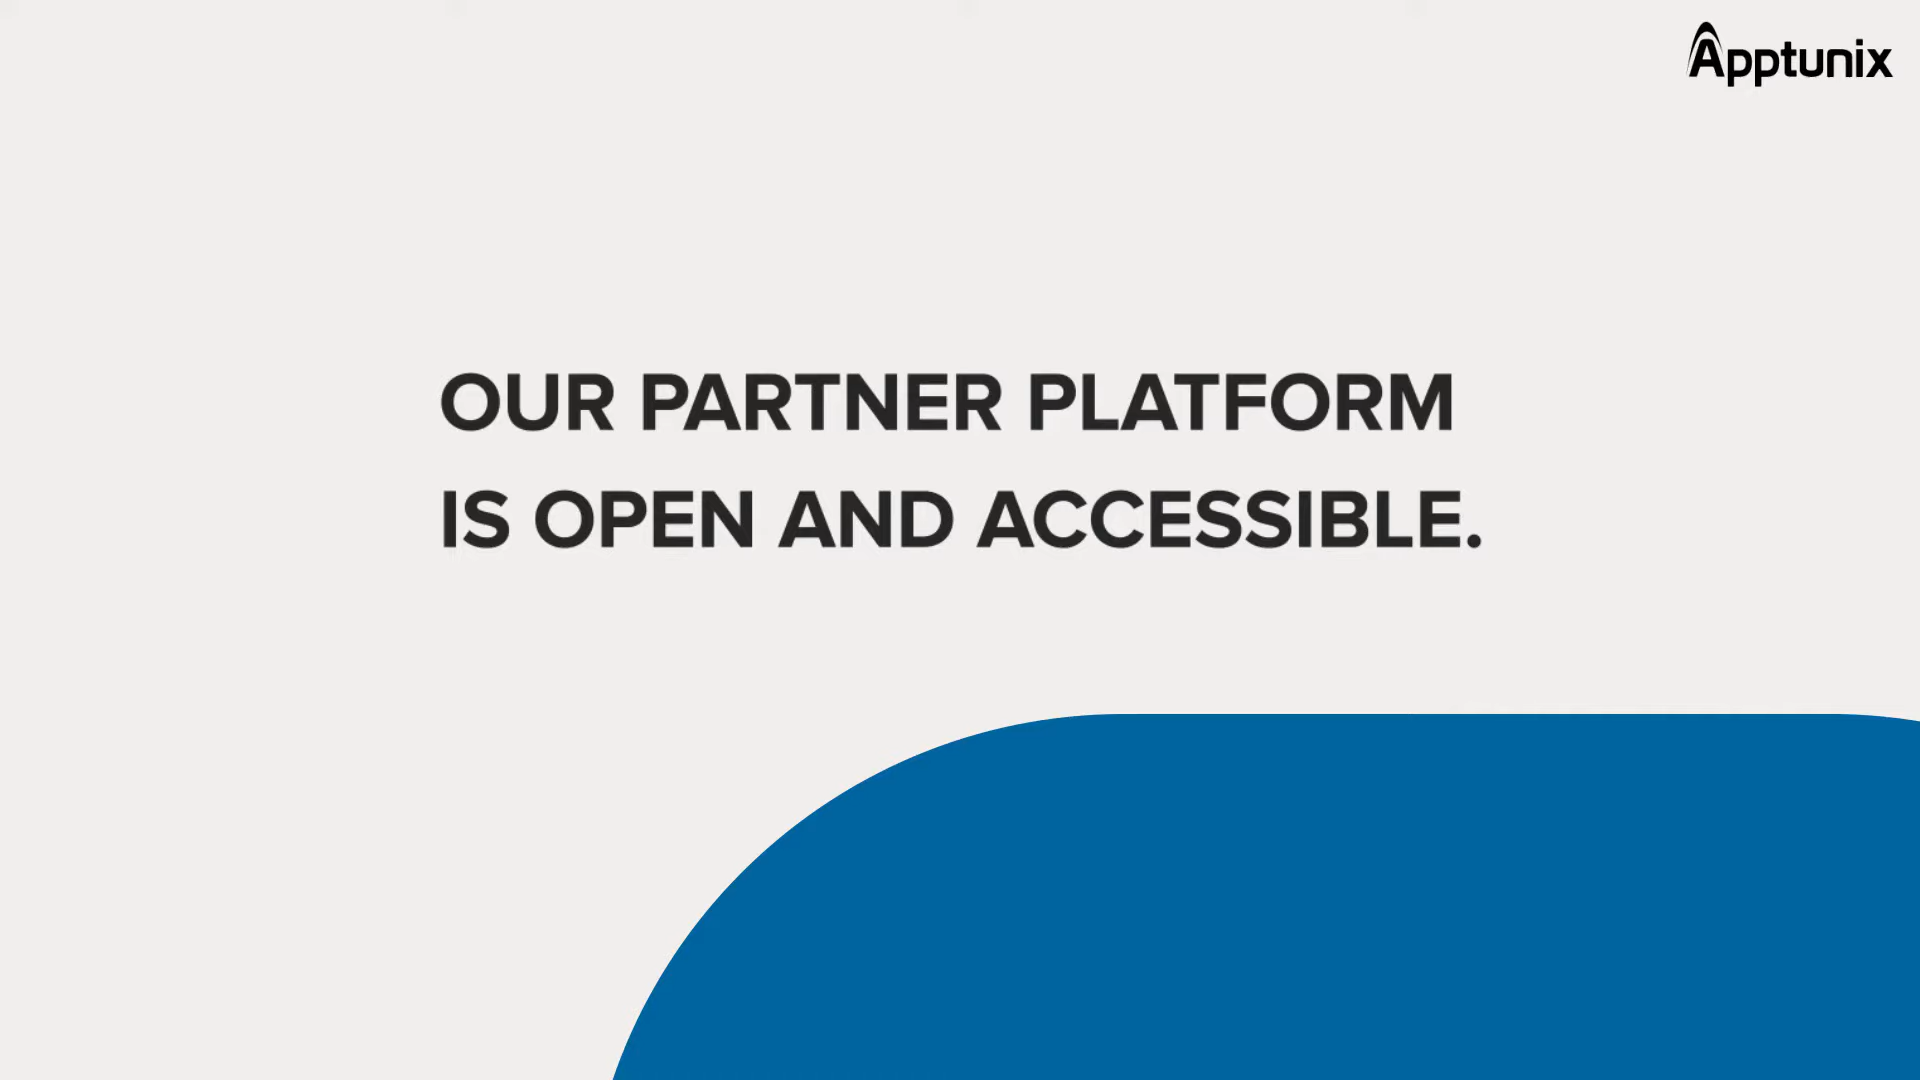 Apptunix
OUR PARTNER PLATFORM
IS OPEN AND ACCESSIBLE.